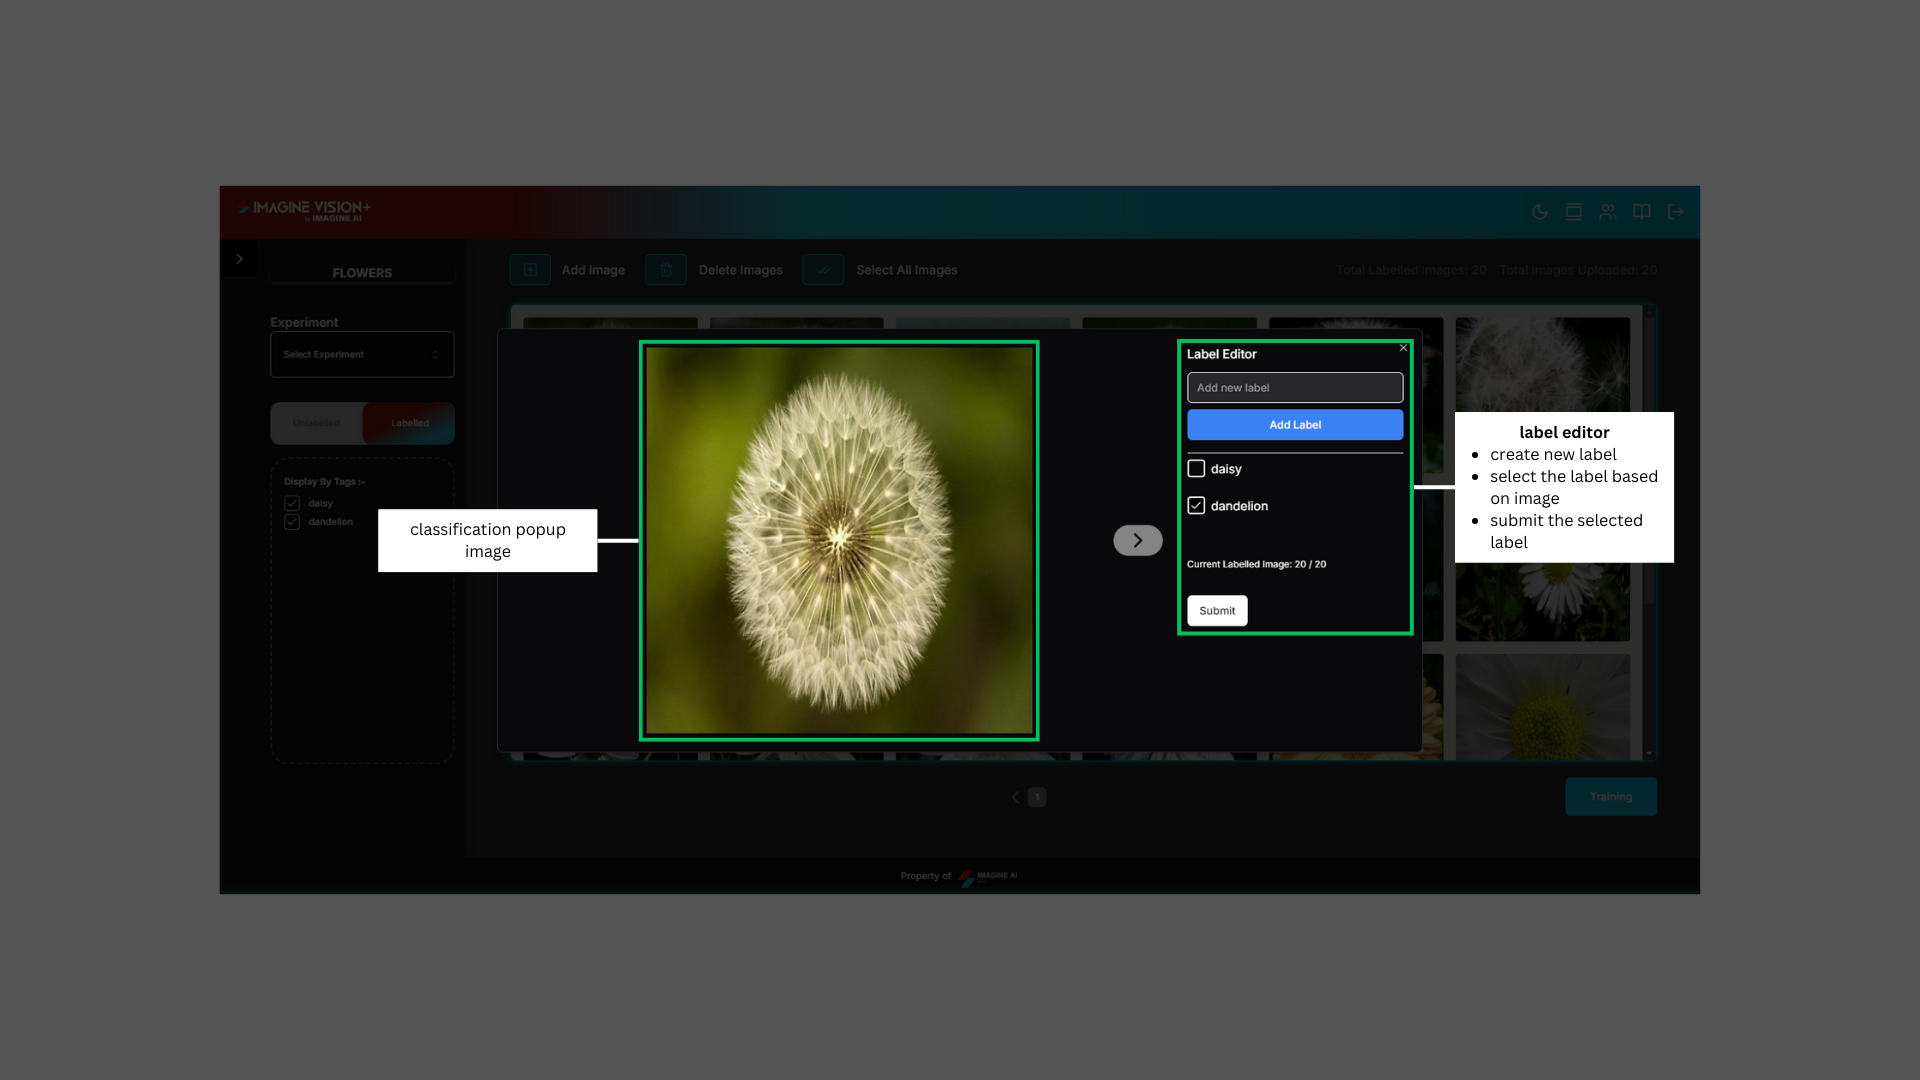 IMAGINE VISION+
by IMAGINE AI
FLOWERS
Add Image
Delete Images
Select All Images
Total Labelled Images: 20
Total Images Uploaded: 20
Experiment
Select Experiment
Unlabelled
Labelled
Display By Tags :-
daisy
dandelion
classification popup
image
Label Editor
Add new label
Add Label
daisy
dandelion
Current Labelled Image: 20 / 20
Submit
label editor
• create new label
• select the label based
on image
• submit the selected
label
1
Training
Property of
IMAGINE AI